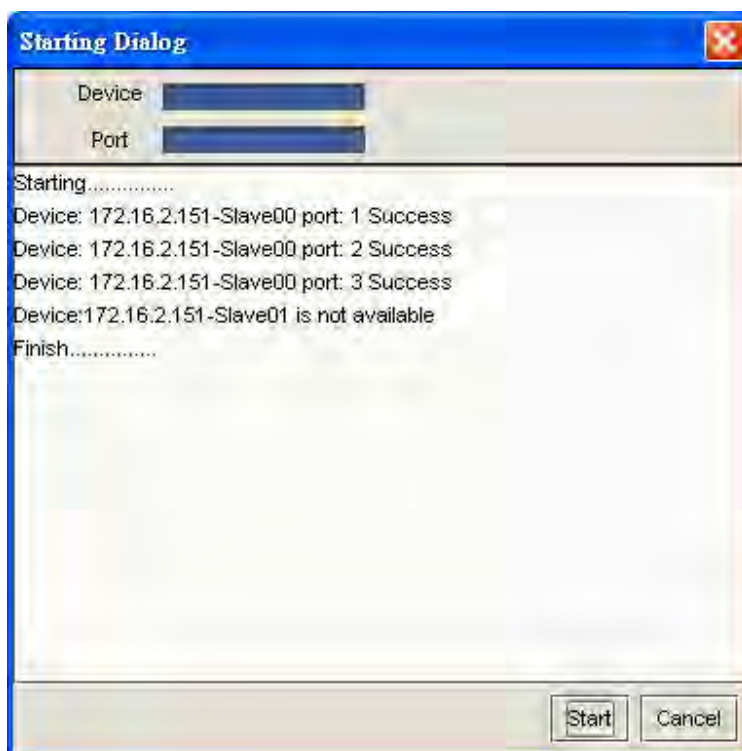 Starting Dialog
Device
Port
Starting...............
Device: 172.16.2.151-Slave00 port: 1 Success
Device: 172.16.2.151-Slave00 port: 2 Success
Device: 172.16.2.151-Slave00 port: 3 Success
Device:172.16.2.151-Slave01 is not available
Finish...............
Start Cancel